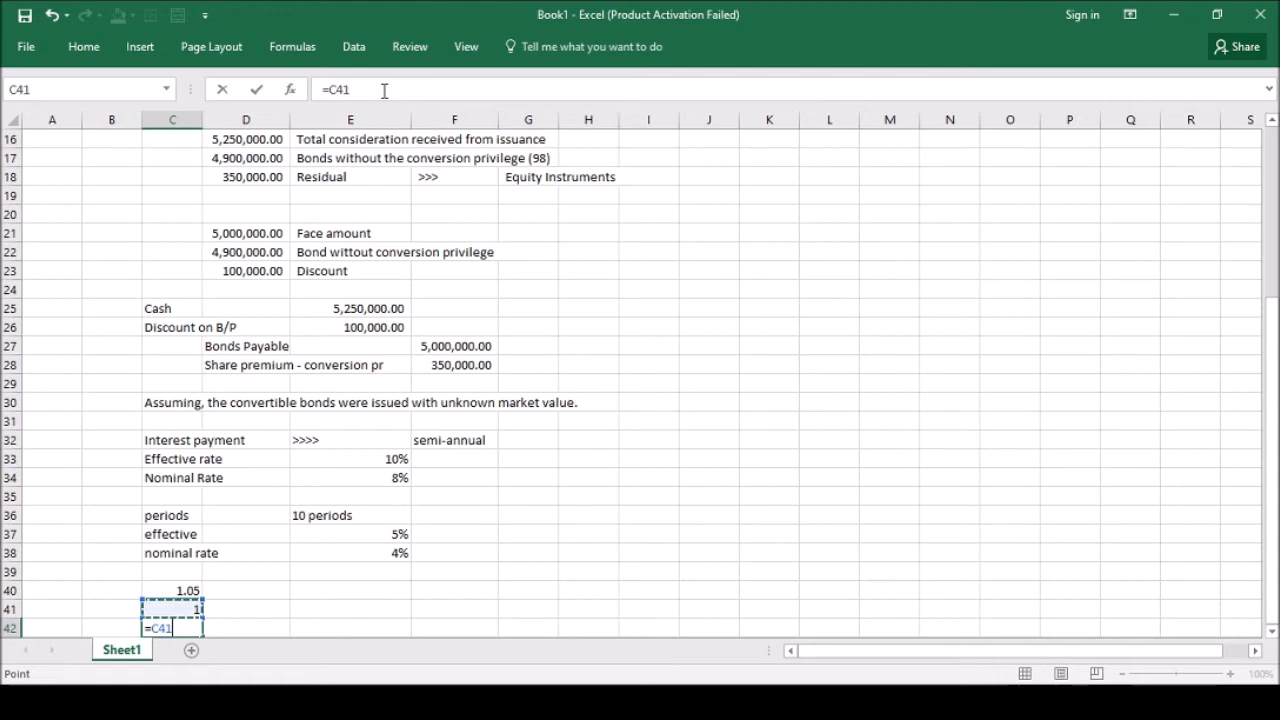 Book1 - Excel (Product Activation Failed)
Sign in
File Home Insert Page Layout Formulas Data Review View Tell me what you want to do Share
C41 fx =C41
A B C D E F G H I J K L M N O P Q R S
16 5,250,000.00 Total consideration received from issuance
17 4,900,000.00 Bonds without the conversion privilege (98)
18 350,000.00 Residual >>> Equity Instruments
19
20
21 5,000,000.00 Face amount
22 4,900,000.00 Bond wittout conversion privilege
23 100,000.00 Discount
24
25 Cash 5,250,000.00
26 Discount on B/P 100,000.00
27 Bonds Payable 5,000,000.00
28 Share premium - conversion pr 350,000.00
29
30 Assuming, the convertible bonds were issued with unknown market value.
31
32 Interest payment >>>> semi-annual
33 Effective rate 10%
34 Nominal Rate 8%
35
36 periods 10 periods
37 effective 5%
38 nominal rate 4%
39
40 1.05
41 1
42 =C41
Sheet1
Point 100%